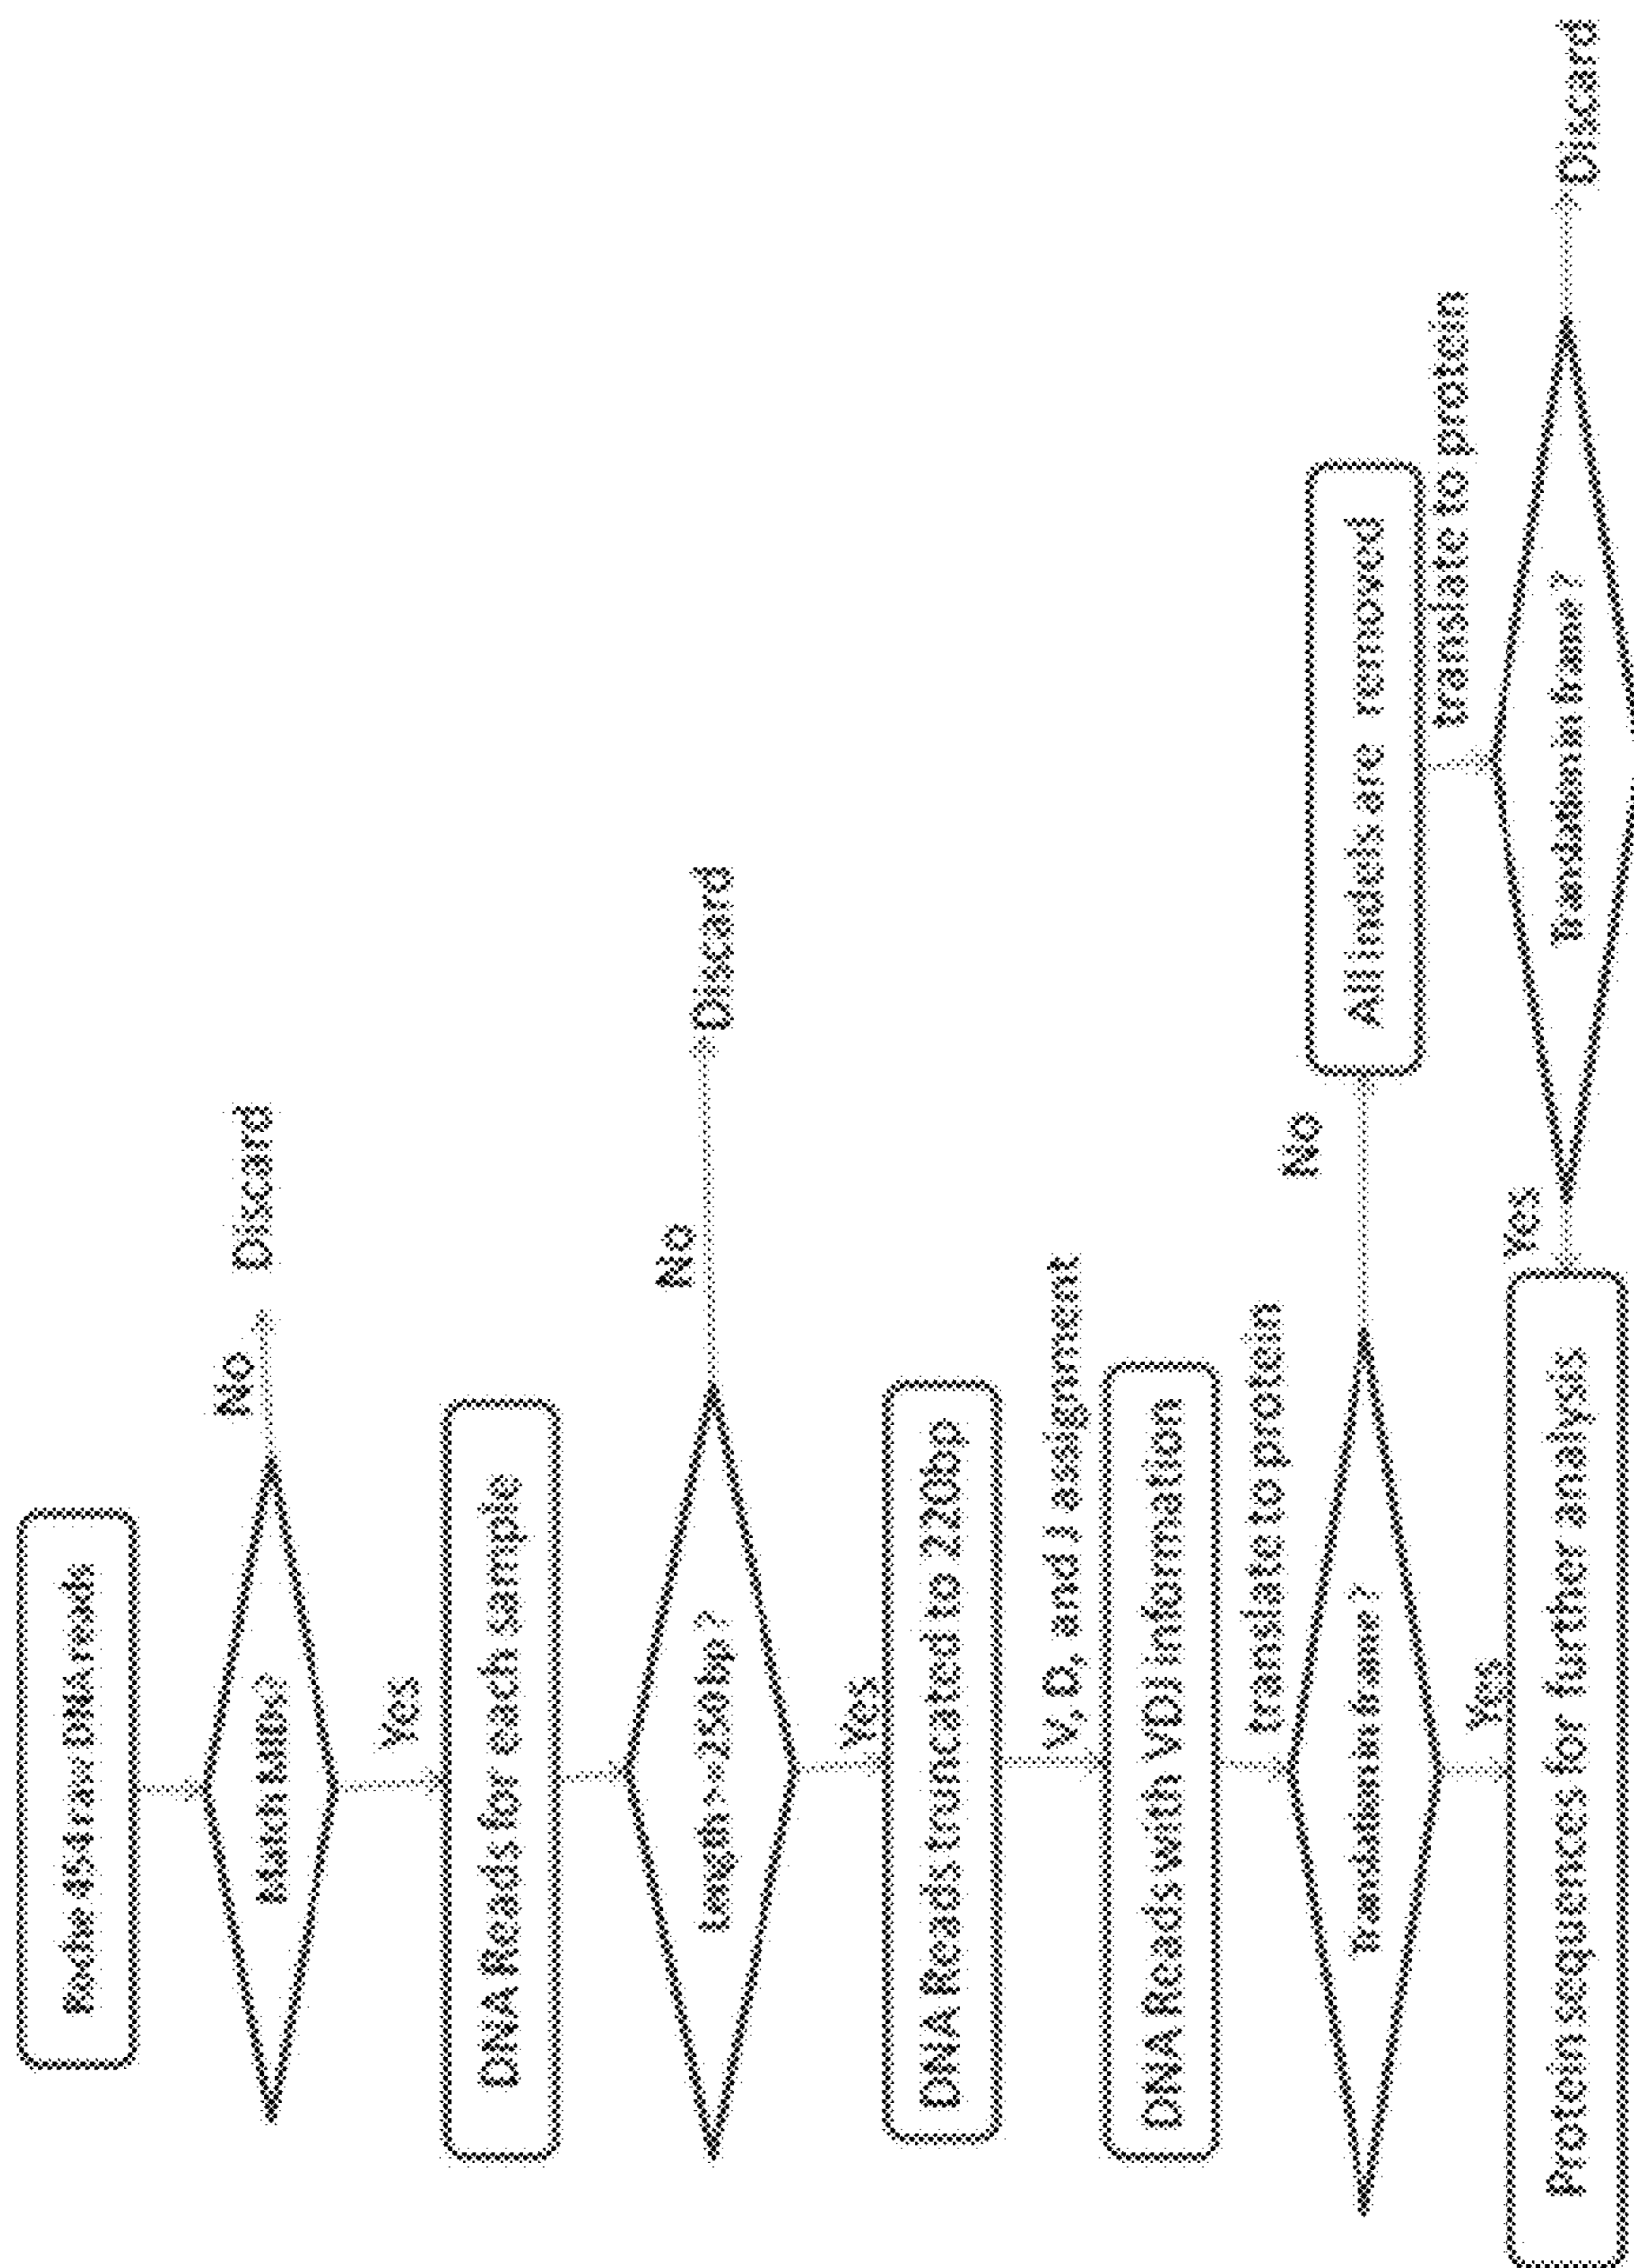 Roche 454 raw DNA reads
Match MIDs?
No
Discard
Yes
DNA Reads for each sample
Length >=250bp?
No
Discard
Yes
DNA Reads truncated to 220bp
V, D, and J assignment
DNA Reads with VDJ information
translate to protein
Translation in frame?
No
All indels are removed
translate to protein
Yes
Translation in frame?
Discard
Yes
Protein sequences for further analysis